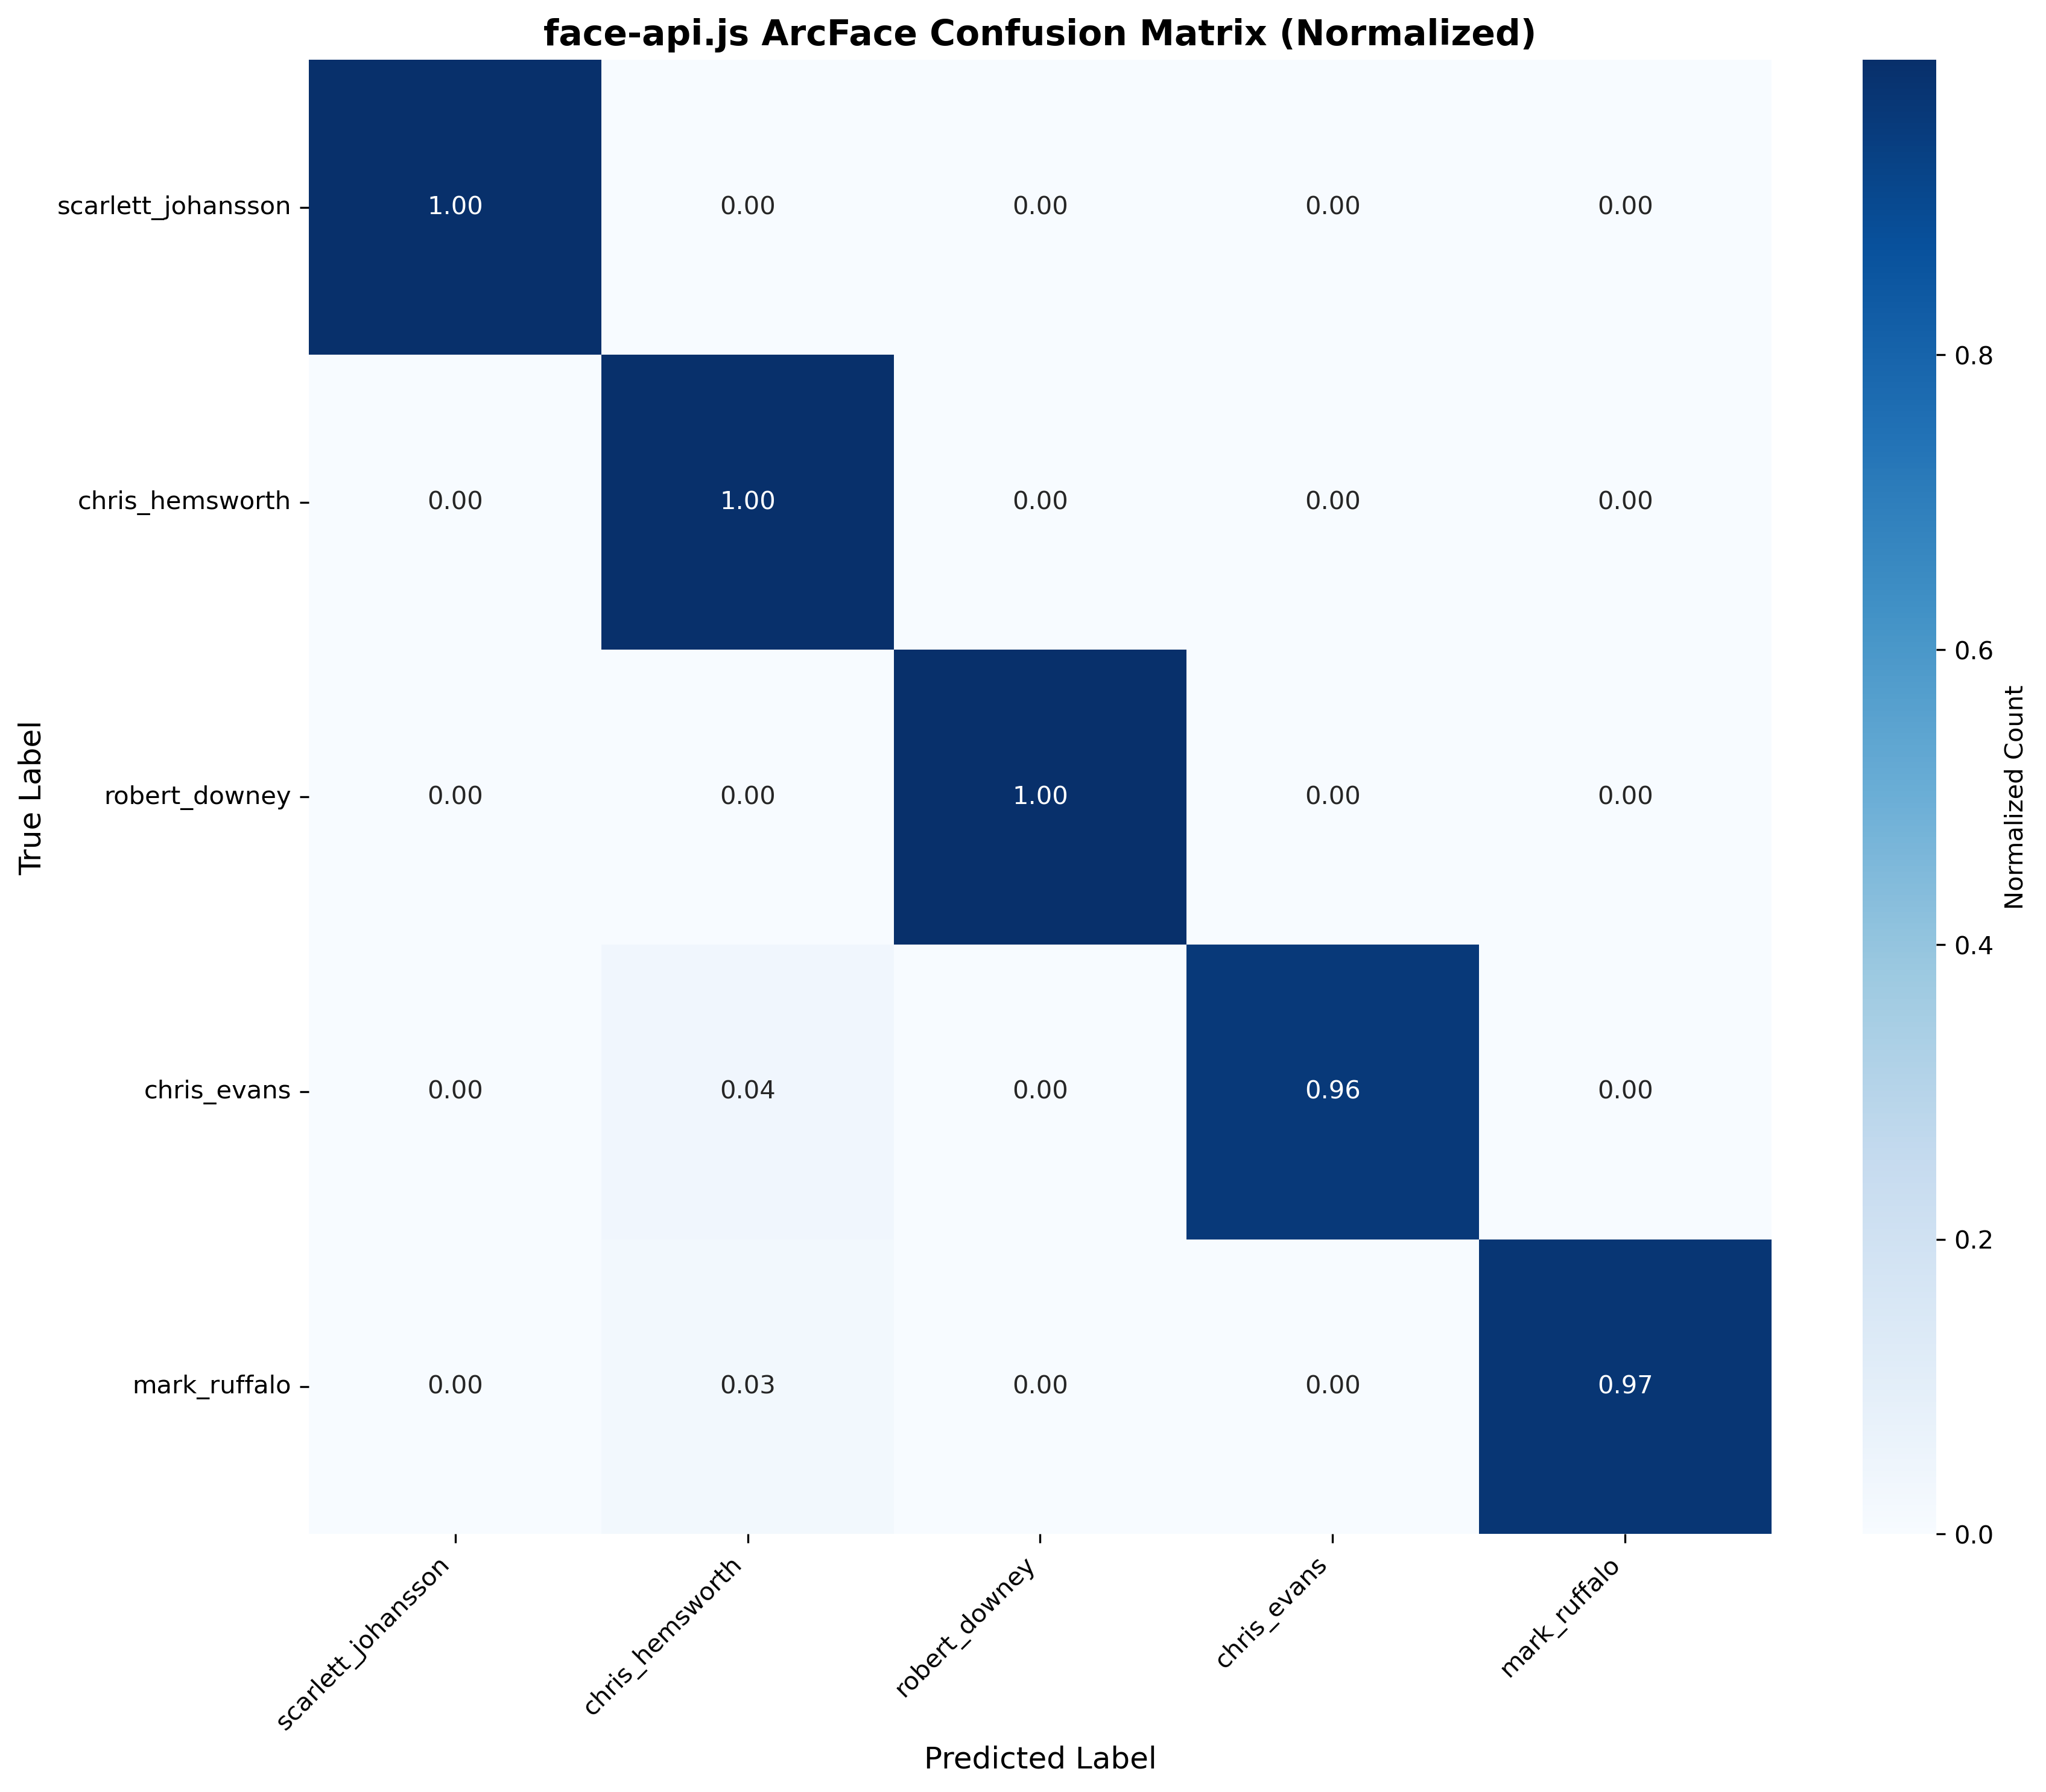 face-api.js ArcFace Confusion Matrix (Normalized)
True Label
scarlett_johansson 1.00 0.00 0.00 0.00 0.00
chris_hemsworth 0.00 1.00 0.00 0.00 0.00
robert_downey 0.00 0.00 1.00 0.00 0.00
chris_evans 0.00 0.04 0.00 0.96 0.00
mark_ruffalo 0.00 0.03 0.00 0.00 0.97
scarlett_johansson chris_hemsworth robert_downey chris_evans mark_ruffalo
Predicted Label
0.8
0.6
0.4
0.2
0.0
Normalized Count